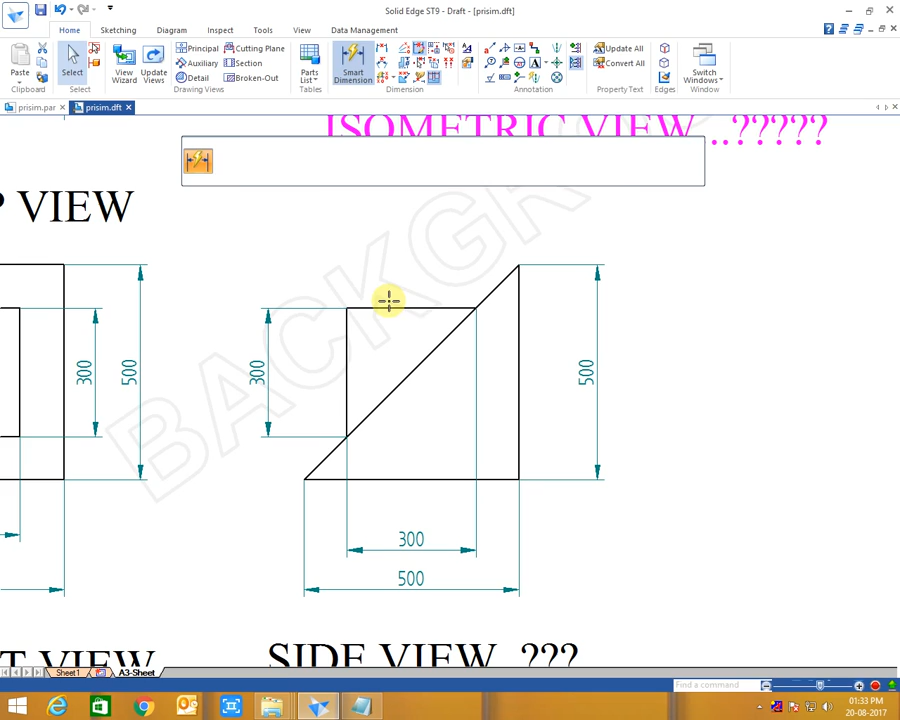 Solid Edge ST9 - Draft - [prisim.dft]
Home Sketching Diagram Inspect Tools View Data Management
Paste
Clipboard
Select
Select
View Wizard
Update Views
Principal
Auxiliary
Detail
Cutting Plane
Section
Broken-Out
Drawing Views
Parts List
Tables
Smart Dimension
Dimension
Annotation
Update All
Convert All
Property Text
Edges
Switch Windows
Window
prisim.par
prisim.dft
ISOMETRIC VIEW ..?????
P VIEW
BACKGR
300
500
300
500
300
500
T VIEW
SIDE VIEW ???
Sheet1
A3-Sheet
Find a command
01:33 PM
20-08-2017